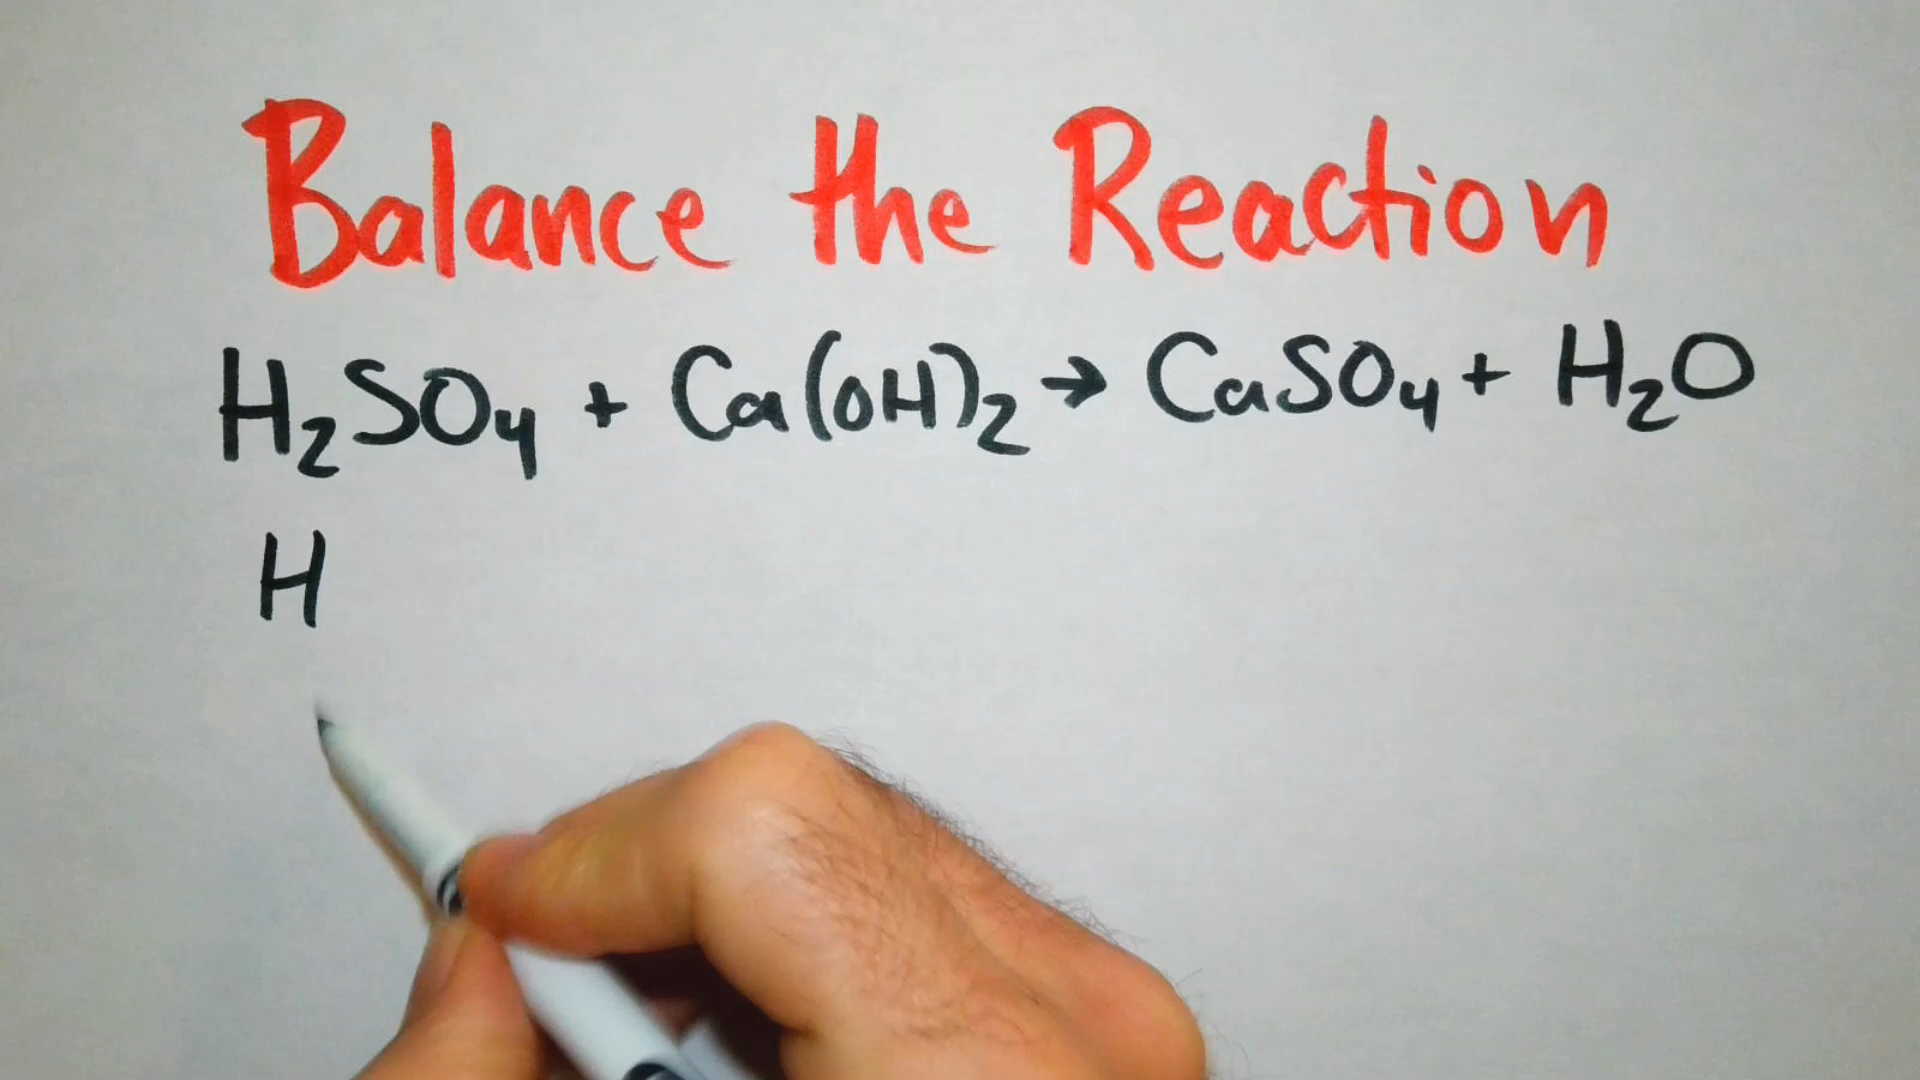 Balance the Reaction
H₂SO₄ + Ca(OH)₂ → CaSO₄ + H₂O
H